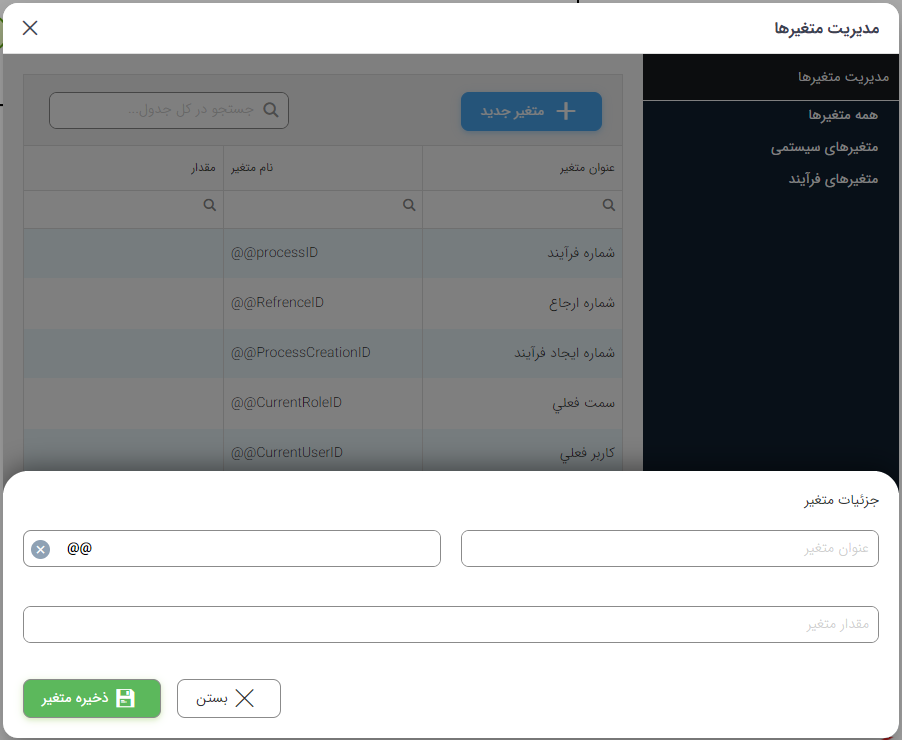 مدیریت متغیرها
مدیریت متغیرها
همه متغیرها
متغیرهای سیستمی
متغیرهای فرآیند
متغیر جدید
جستجو در کل جدول...
عنوان متغیر
نام متغیر
مقدار
شماره فرآیند
@@processID
شماره ارجاع
@@RefrenceID
شماره ایجاد فرآیند
@@ProcessCreationID
سمت فعلي
@@CurrentRoleID
کاربر فعلي
@@CurrentUserID
جزئیات متغیر
عنوان متغیر
@@
مقدار متغیر
بستن
ذخیره متغیر